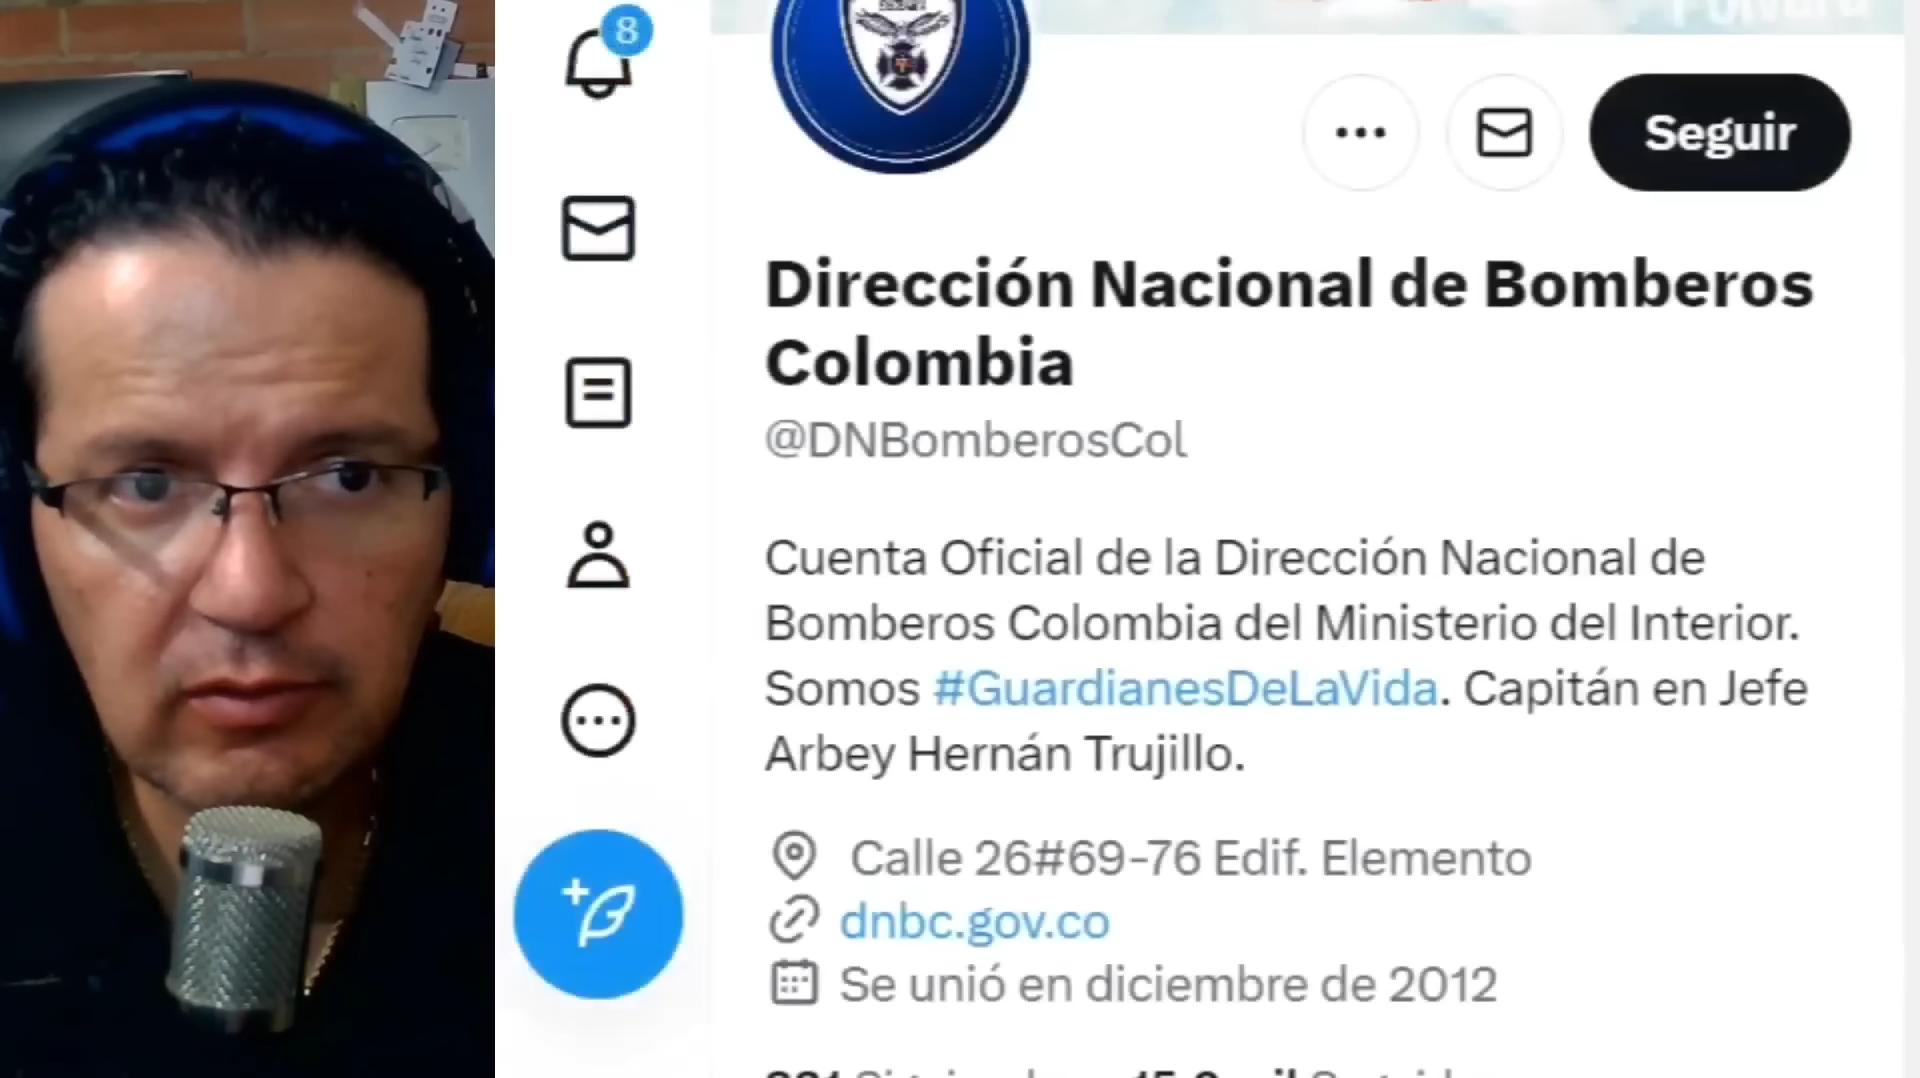 8
Seguir
Dirección Nacional de Bomberos
Colombia
@DNBomberosCol
Cuenta Oficial de la Dirección Nacional de
Bomberos Colombia del Ministerio del Interior.
Somos #GuardianesDeLaVida. Capitán en Jefe
Arbey Hernán Trujillo.
Calle 26#69-76 Edif. Elemento
dnbc.gov.co
Se unió en diciembre de 2012